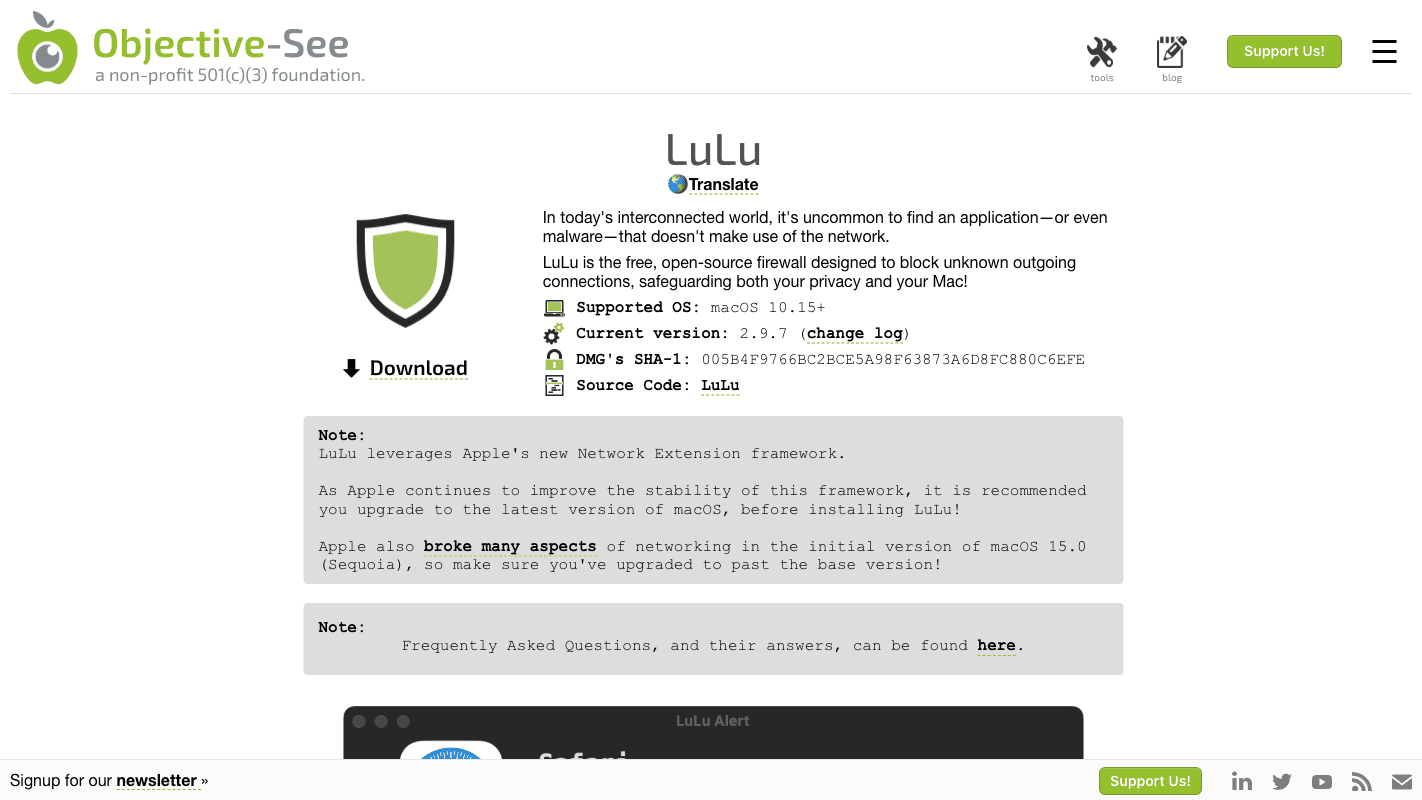 Objective-See
a non-profit 501(c)(3) foundation.
tools
blog
Support Us!
LuLu
Translate
In today's interconnected world, it's uncommon to find an application—or even
malware—that doesn't make use of the network.
LuLu is the free, open-source firewall designed to block unknown outgoing
connections, safeguarding both your privacy and your Mac!
Supported OS: macOS 10.15+
Current version: 2.9.7 (change log)
DMG's SHA-1: 005B4F9766BC2BCE5A98F63873A6D8FC880C6EFE
Source Code: LuLu
Download
Note:
LuLu leverages Apple's new Network Extension framework.
As Apple continues to improve the stability of this framework, it is recommended
you upgrade to the latest version of macOS, before installing LuLu!
Apple also broke many aspects of networking in the initial version of macOS 15.0
(Sequoia), so make sure you've upgraded to past the base version!
Note:
Frequently Asked Questions, and their answers, can be found here.
LuLu Alert
Safari
Signup for our newsletter »
Support Us!